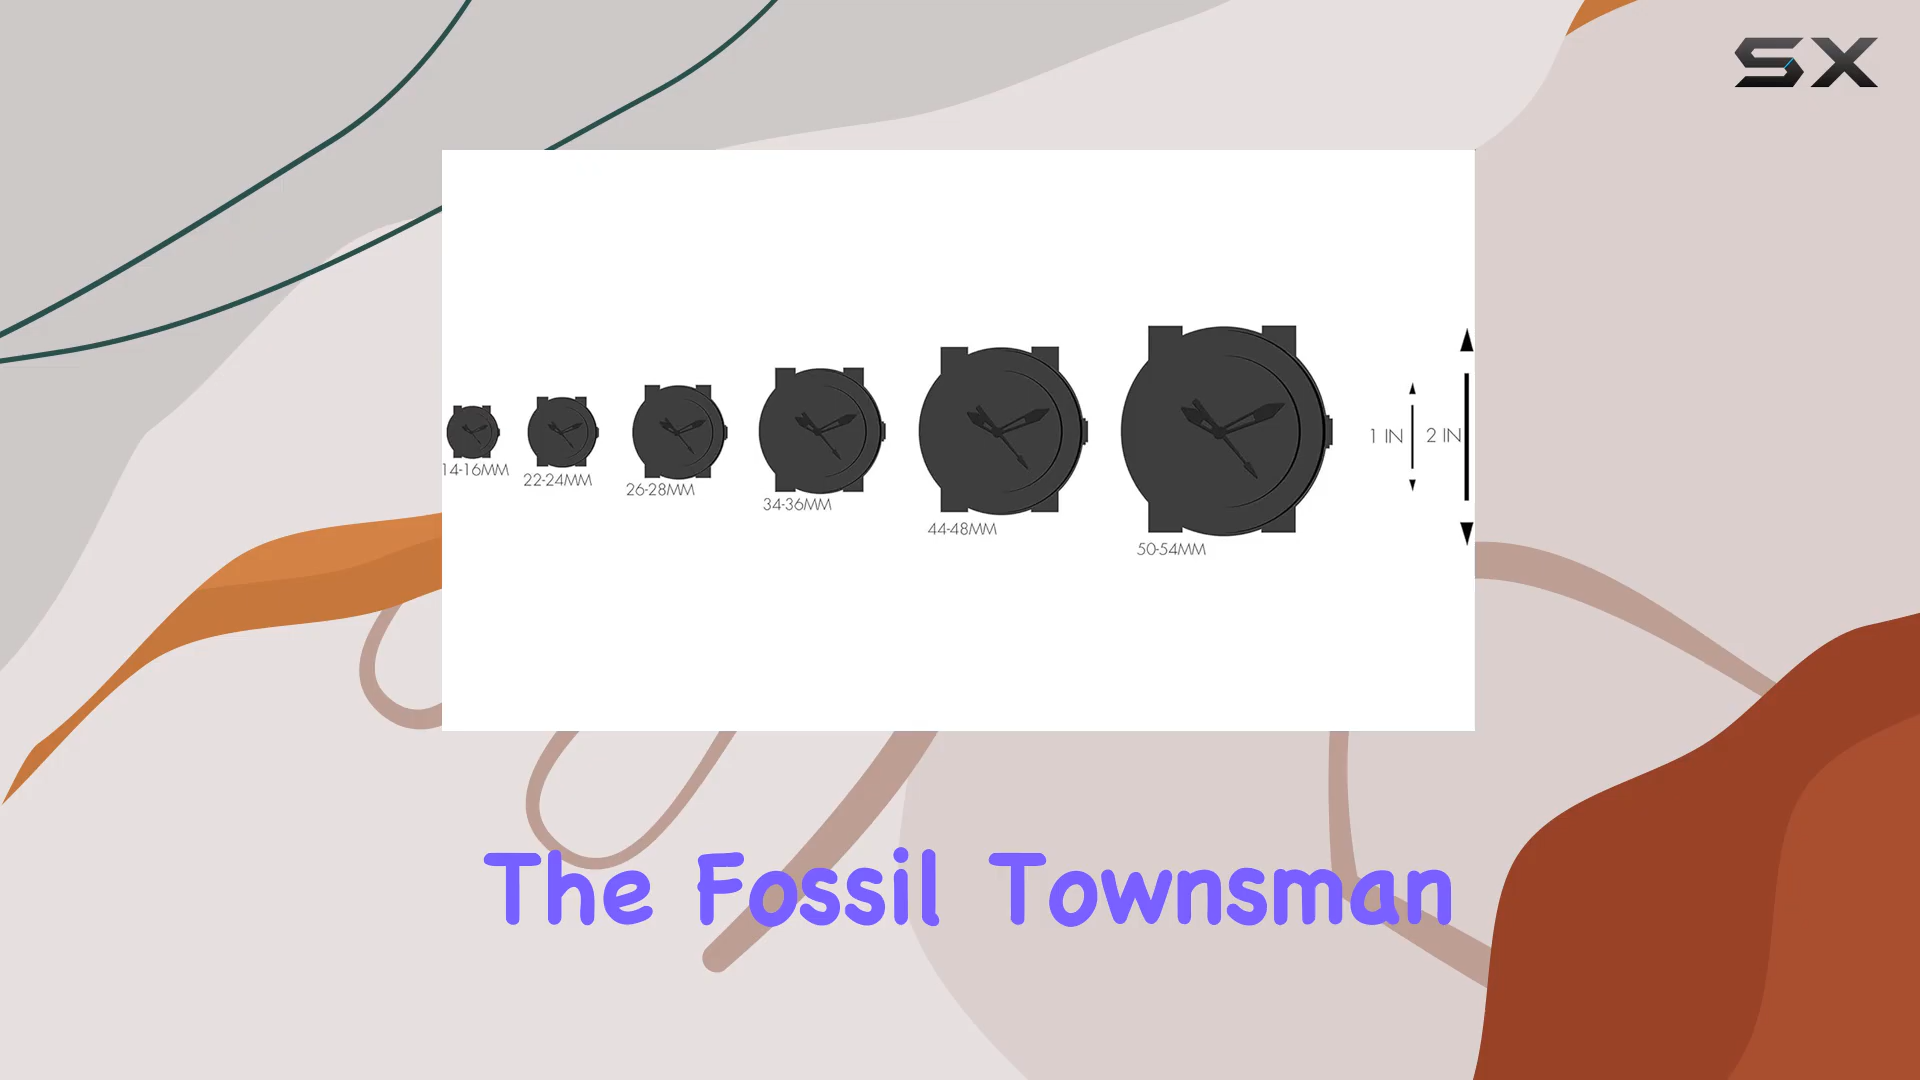 SX
14-16MM
22-24MM
26-28MM
34-36MM
44-48MM
50-54MM
1 IN
2 IN
The Fossil Townsman